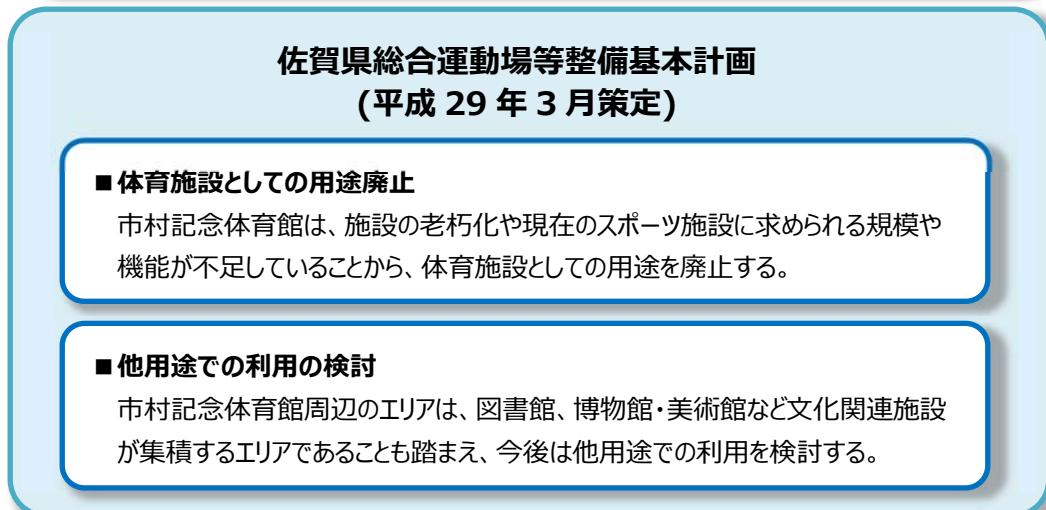 佐賀県総合運動場等整備基本計画
(平成 29 年 3 月策定)
■体育施設としての用途廃止
市村記念体育館は、施設の老朽化や現在のスポーツ施設に求められる規模や
機能が不足していることから、体育施設としての用途を廃止する。
■他用途での利用の検討
市村記念体育館周辺のエリアは、図書館、博物館・美術館など文化関連施設
が集積するエリアであることも踏まえ、今後は他用途での利用を検討する。